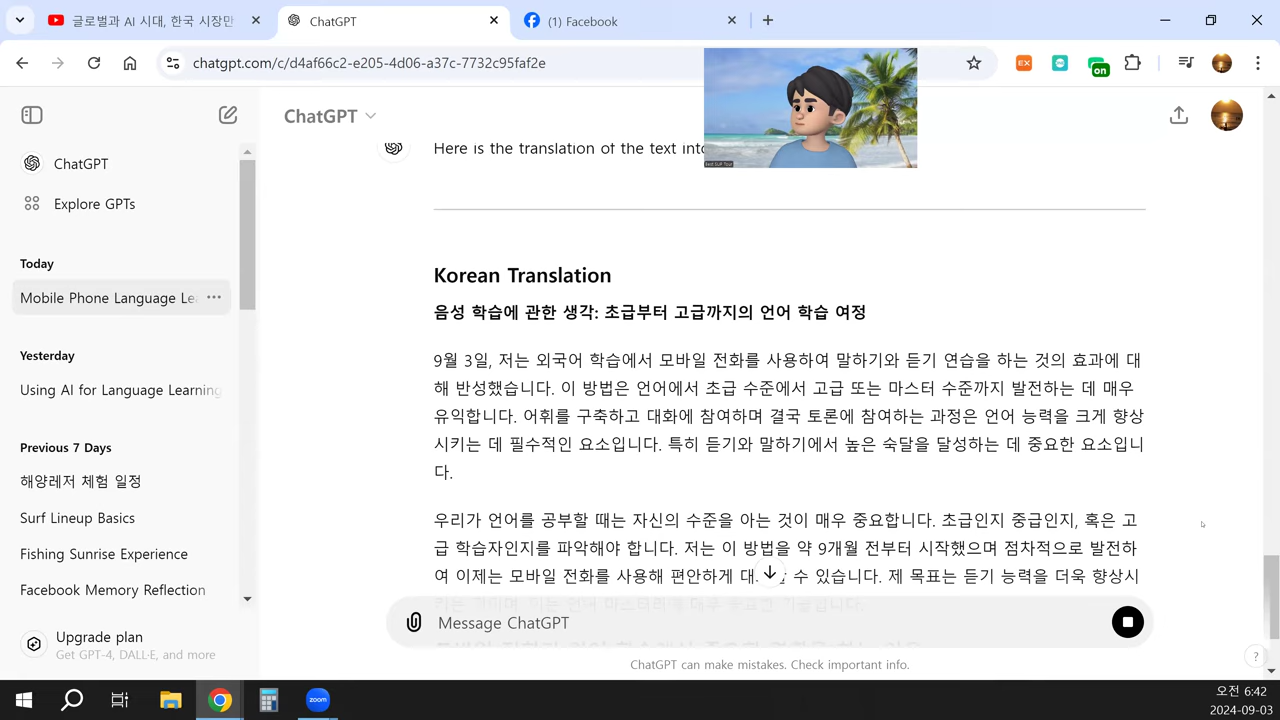 글로벌과 AI 시대, 한국 시장만
ChatGPT
(1) Facebook
chatgpt.com/c/d4af66c2-e205-4d06-a37c-7732c95faf2e
EX
on
ChatGPT
ChatGPT
Explore GPTs
Today
Mobile Phone Language Le
Yesterday
Using AI for Language Learning
Previous 7 Days
해양레저 체험 일정
Surf Lineup Basics
Fishing Sunrise Experience
Facebook Memory Reflection
Upgrade plan
Get GPT-4, DALL·E, and more
Here is the translation of the text into
Korean Translation
음성 학습에 관한 생각: 초급부터 고급까지의 언어 학습 여정
9월 3일, 저는 외국어 학습에서 모바일 전화를 사용하여 말하기와 듣기 연습을 하는 것의 효과에 대
해 반성했습니다. 이 방법은 언어에서 초급 수준에서 고급 또는 마스터 수준까지 발전하는 데 매우
유익합니다. 어휘를 구축하고 대화에 참여하며 결국 토론에 참여하는 과정은 언어 능력을 크게 향상
시키는 데 필수적인 요소입니다. 특히 듣기와 말하기에서 높은 숙달을 달성하는 데 중요한 요소입니
다.
우리가 언어를 공부할 때는 자신의 수준을 아는 것이 매우 중요합니다. 초급인지 중급인지, 혹은 고
급 학습자인지를 파악해야 합니다. 저는 이 방법을 약 9개월 전부터 시작했으며 점차적으로 발전하
여 이제는 모바일 전화를 사용해 편안하게 대 수 있습니다. 제 목표는 듣기 능력을 더욱 향상시
Message ChatGPT
ChatGPT can make mistakes. Check important info.
?
zoom
오전 6:42
2024-09-03